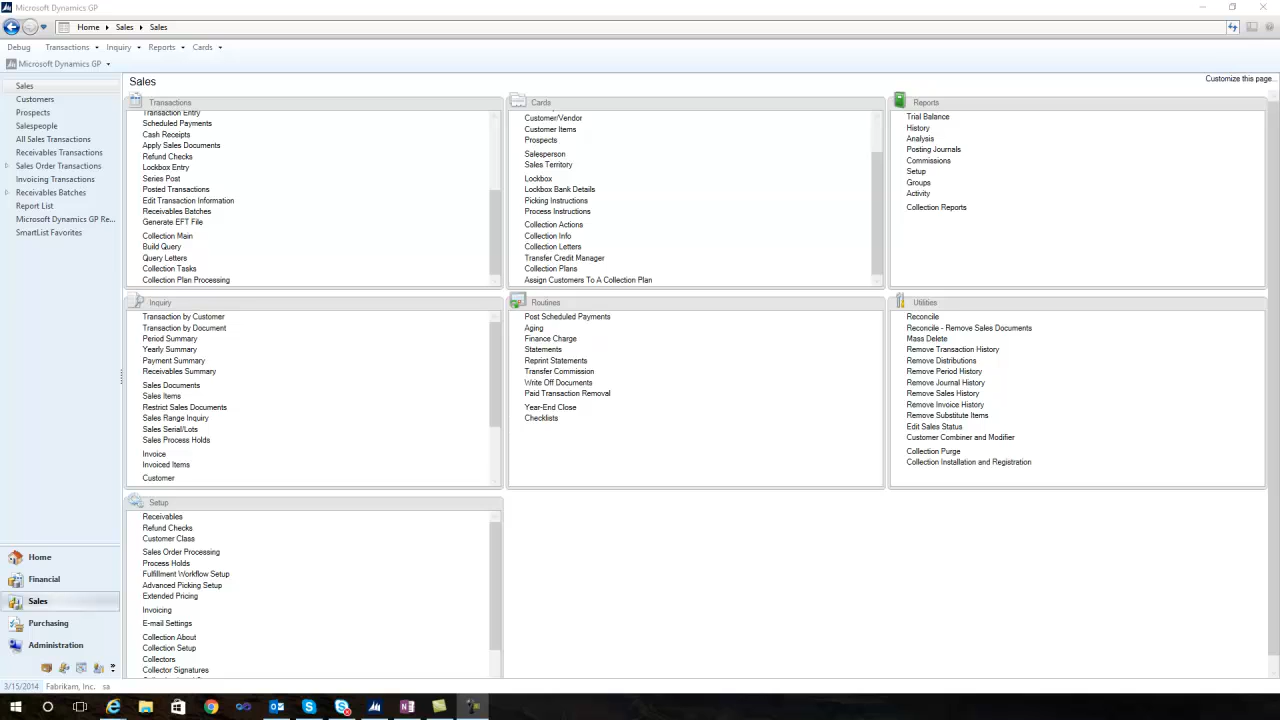 Microsoft Dynamics GP
Home Sales Sales
Debug Transactions Inquiry Reports Cards
Microsoft Dynamics GP
Sales
Customers
Prospects
Salespeople
All Sales Transactions
Receivables Transactions
Sales Order Transactions
Invoicing Transactions
Receivables Batches
Report List
Microsoft Dynamics GP Re...
SmartList Favorites
Home
Financial
Sales
Purchasing
Administration
Sales
Customize this page...
Transactions
Transaction Entry
Scheduled Payments
Cash Receipts
Apply Sales Documents
Refund Checks
Lockbox Entry
Series Post
Posted Transactions
Edit Transaction Information
Receivables Batches
Generate EFT File
Collection Main
Build Query
Query Letters
Collection Tasks
Collection Plan Processing
Cards
Customer/Vendor
Customer Items
Prospects
Salesperson
Sales Territory
Lockbox
Lockbox Bank Details
Picking Instructions
Process Instructions
Collection Actions
Collection Info
Collection Letters
Transfer Credit Manager
Collection Plans
Assign Customers To A Collection Plan
Reports
Trial Balance
History
Analysis
Posting Journals
Commissions
Setup
Groups
Activity
Collection Reports
Inquiry
Transaction by Customer
Transaction by Document
Period Summary
Yearly Summary
Payment Summary
Receivables Summary
Sales Documents
Sales Items
Restrict Sales Documents
Sales Range Inquiry
Sales Serial/Lots
Sales Process Holds
Invoice
Invoiced Items
Customer
Routines
Post Scheduled Payments
Aging
Finance Charge
Statements
Reprint Statements
Transfer Commission
Write Off Documents
Paid Transaction Removal
Year-End Close
Checklists
Utilities
Reconcile
Reconcile - Remove Sales Documents
Mass Delete
Remove Transaction History
Remove Distributions
Remove Period History
Remove Journal History
Remove Sales History
Remove Invoice History
Remove Substitute Items
Edit Sales Status
Customer Combiner and Modifier
Collection Purge
Collection Installation and Registration
Setup
Receivables
Refund Checks
Customer Class
Sales Order Processing
Process Holds
Fulfillment Workflow Setup
Advanced Picking Setup
Extended Pricing
Invoicing
E-mail Settings
Collection About
Collection Setup
Collectors
Collector Signatures
3/15/2014 Fabrikam, Inc. sa